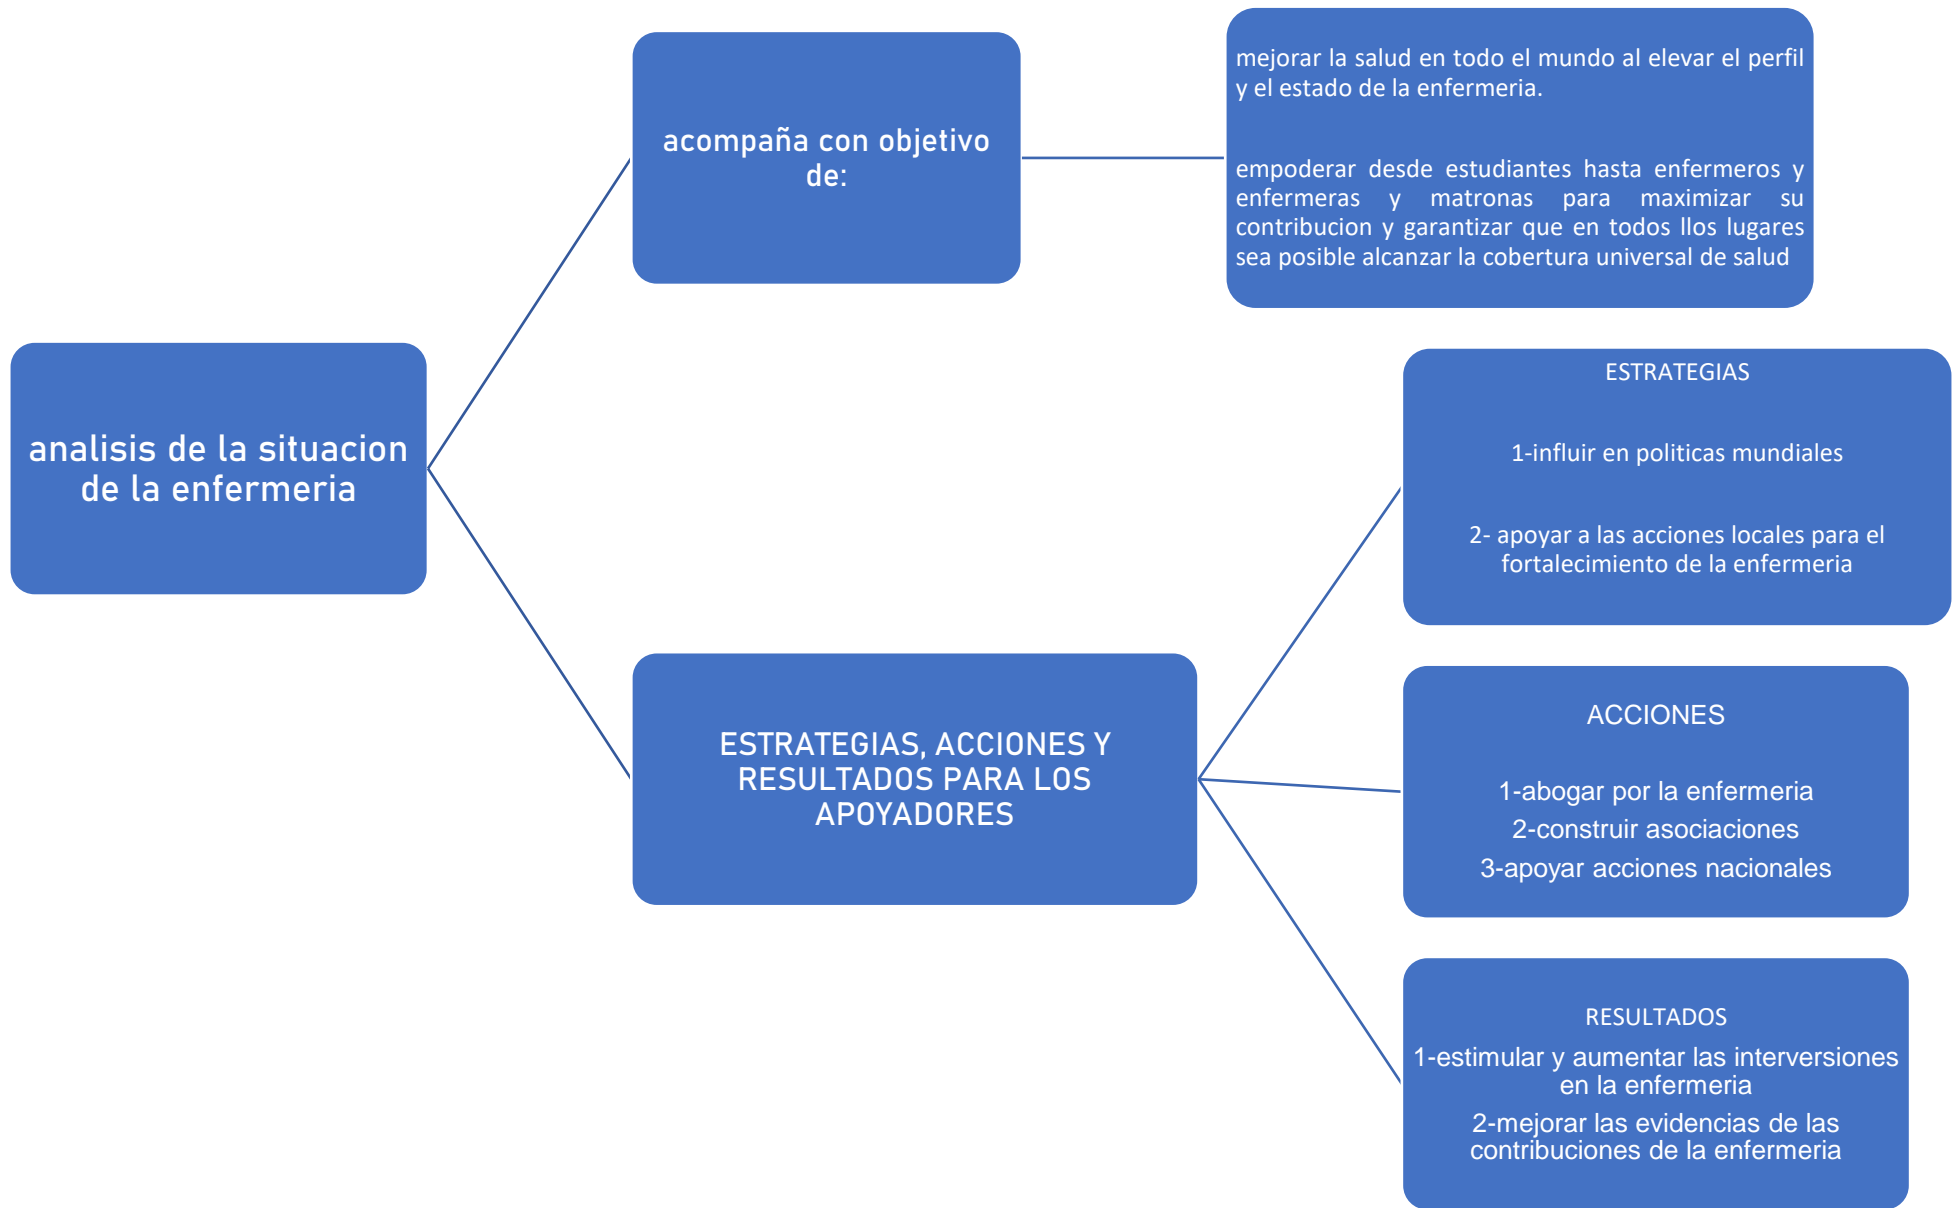 analisis de la situacion
de la enfermeria
acompaña con objetivo
de:
mejorar la salud en todo el mundo al elevar el perfil
y el estado de la enfermeria.
empoderar desde estudiantes hasta enfermeros y
enfermeras y matronas para maximizar su
contribucion y garantizar que en todos llos lugares
sea posible alcanzar la cobertura universal de salud
ESTRATEGIAS, ACCIONES Y
RESULTADOS PARA LOS
APOYADORES
ESTRATEGIAS
1-influir en politicas mundiales
2- apoyar a las acciones locales para el
fortalecimiento de la enfermeria
ACCIONES
1-abogar por la enfermeria
2-construir asociaciones
3-apoyar acciones nacionales
RESULTADOS
1-estimular y aumentar las interversiones
en la enfermeria
2-mejorar las evidencias de las
contribuciones de la enfermeria